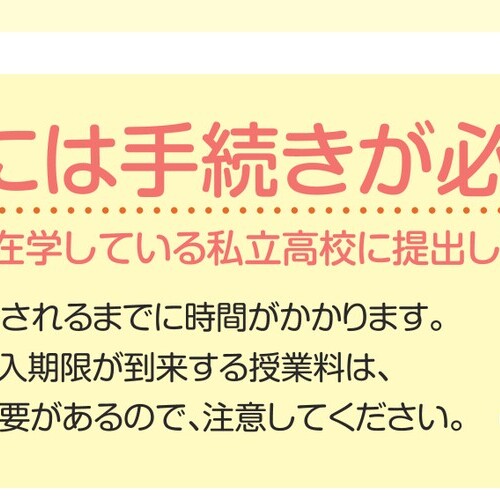 には手続きが必
在学している私立高校に提出し
されるまでに時間がかかります。
入期限が到来する授業料は、
要があるので、注意してください。